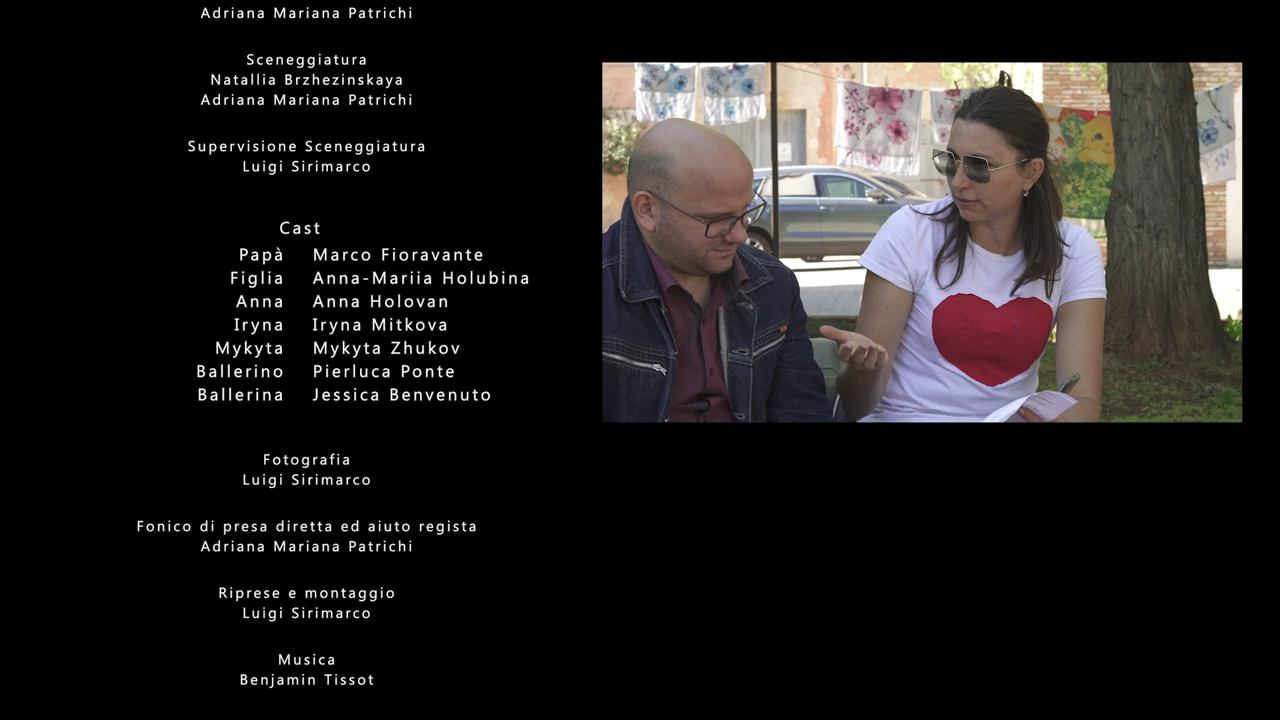 Adriana Mariana Patrichi
Sceneggiatura
Natallia Brzhezinskaya
Adriana Mariana Patrichi
Supervisione Sceneggiatura
Luigi Sirimarco
Cast
Papà Marco Fioravante
Figlia Anna-Mariia Holubina
Anna Anna Holovan
Iryna Iryna Mitkova
Mykyta Mykyta Zhukov
Ballerino Pierluca Ponte
Ballerina Jessica Benvenuto
Fotografia
Luigi Sirimarco
Fonico di presa diretta ed aiuto regista
Adriana Mariana Patrichi
Riprese e montaggio
Luigi Sirimarco
Musica
Benjamin Tissot